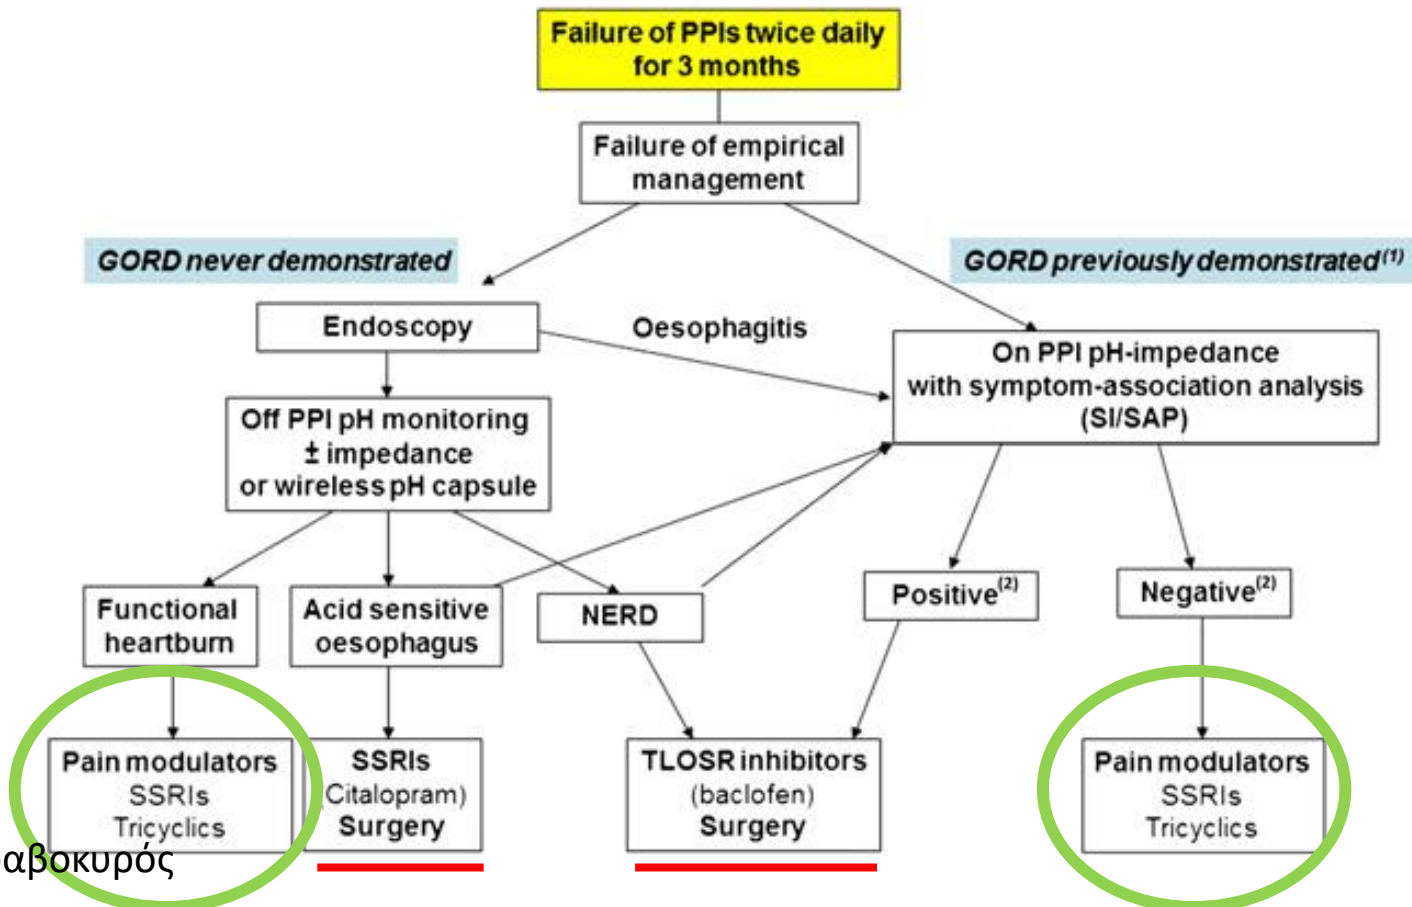 Failure of PPIs twice daily
for 3 months
Failure of empirical
management
GORD never demonstrated
GORD previously demonstrated(1)
Endoscopy
Oesophagitis
On PPI pH-impedance
with symptom-association analysis
(SI/SAP)
Off PPI pH monitoring
± impedance
or wireless pH capsule
Functional
heartburn
Acid sensitive
oesophagus
NERD
Positive(2)
Negative(2)
Pain modulators
SSRIs
Tricyclics
SSRIs
(Citalopram)
Surgery
TLOSR inhibitors
(baclofen)
Surgery
Pain modulators
SSRIs
Tricyclics